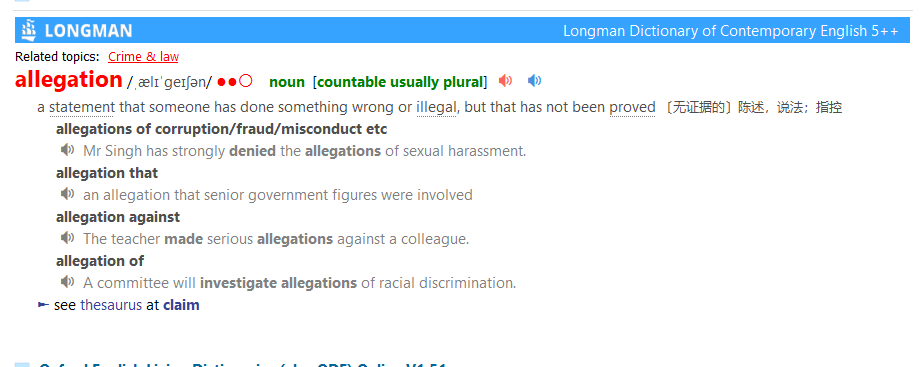 LONGMAN Longman Dictionary of Contemporary English 5++
Related topics: Crime & law
allegation /ˌælɪˈɡeɪʃən/ ●●○ noun [countable usually plural]
a statement that someone has done something wrong or illegal, but that has not been proved 〔无证据的〕陈述，说法；指控
allegations of corruption/fraud/misconduct etc
Mr Singh has strongly denied the allegations of sexual harassment.
allegation that
an allegation that senior government figures were involved
allegation against
The teacher made serious allegations against a colleague.
allegation of
A committee will investigate allegations of racial discrimination.
► see thesaurus at claim